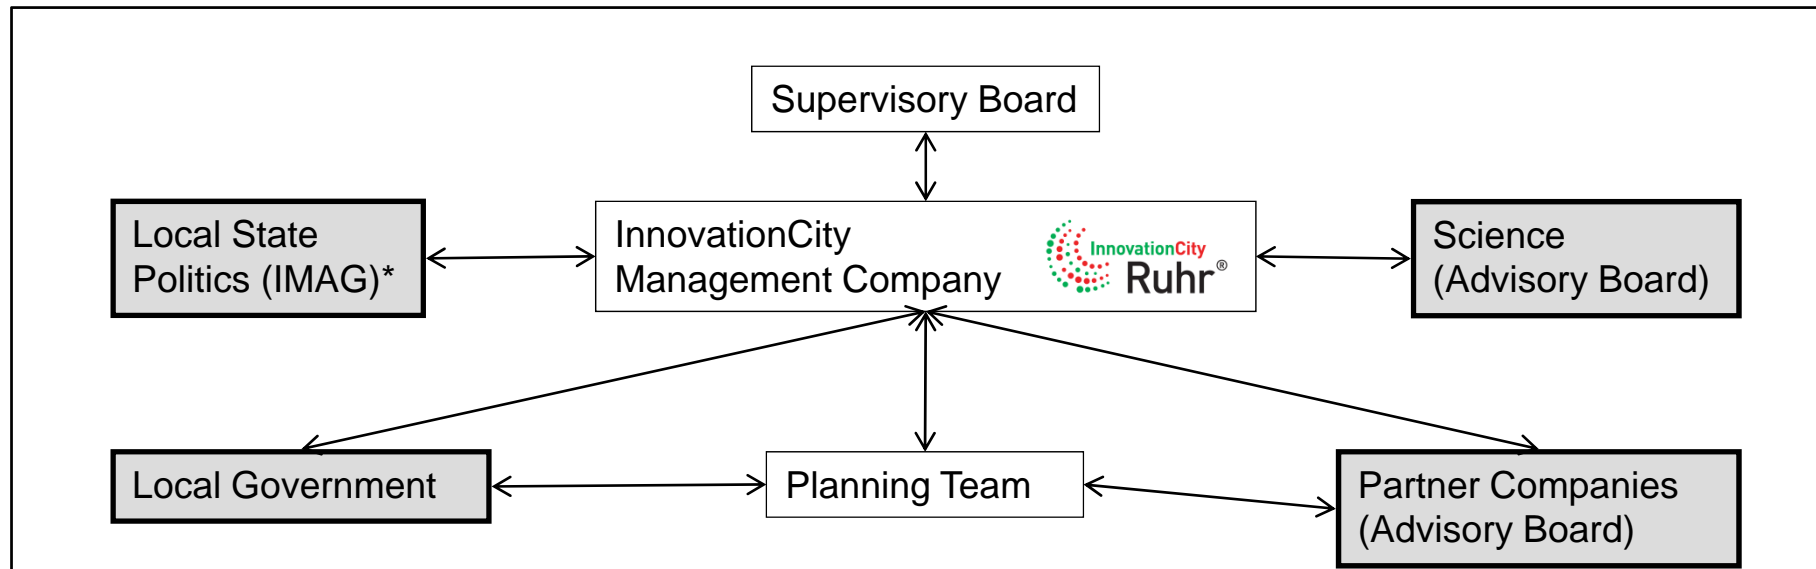 Supervisory Board
Local State
Politics (IMAG)*
InnovationCity
Management Company
InnovationCity
Ruhr®
Science
(Advisory Board)
Local Government
Planning Team
Partner Companies
(Advisory Board)